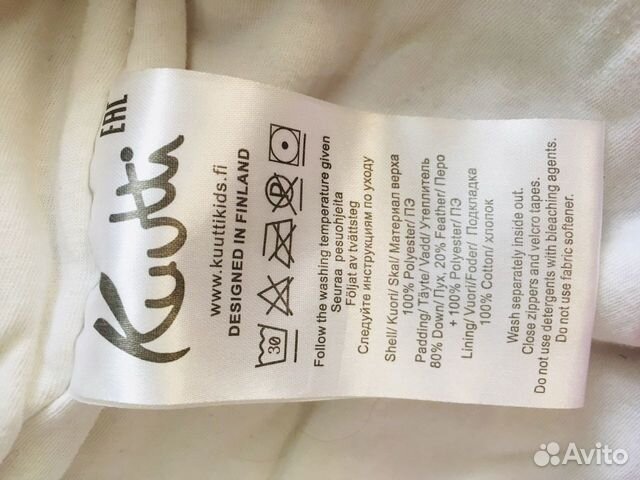 Kuutti
EAC
www.kuuttikids.fi
DESIGNED IN FINLAND
30
P
Follow the washing temperature given
Seuraa pesuohjeita
Följat av tvättsteg
Следуйте инструкциям по уходу
Shell/ Kuori/ Skal/ Материал верха
100% Polyester/ ПЭ
Padding/ Täyte/ Vadd/ Утеплитель
80% Down/ Пух, 20% Feather/ Перо
+ 100% Polyester/ ПЭ
Lining/ Vuori/Foder/ Подкладка
100% Cotton/ хлопок
Wash separately inside out.
Close zippers and velcro tapes.
Do not use detergents with bleaching agents.
Do not use fabric softener.
Avito